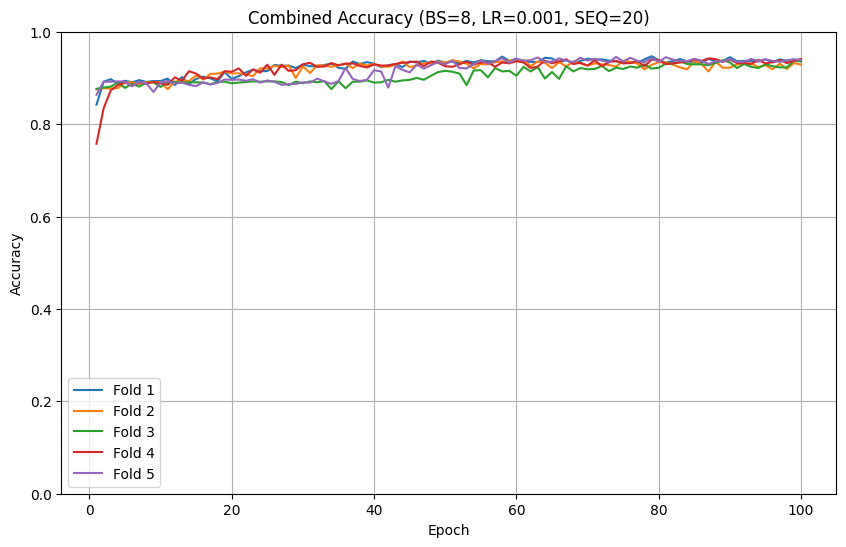 Combined Accuracy (BS=8, LR=0.001, SEQ=20)
1.0
0.8
0.6
0.4
0.2
0.0
Accuracy
Fold 1
Fold 2
Fold 3
Fold 4
Fold 5
0 20 40 60 80 100
Epoch